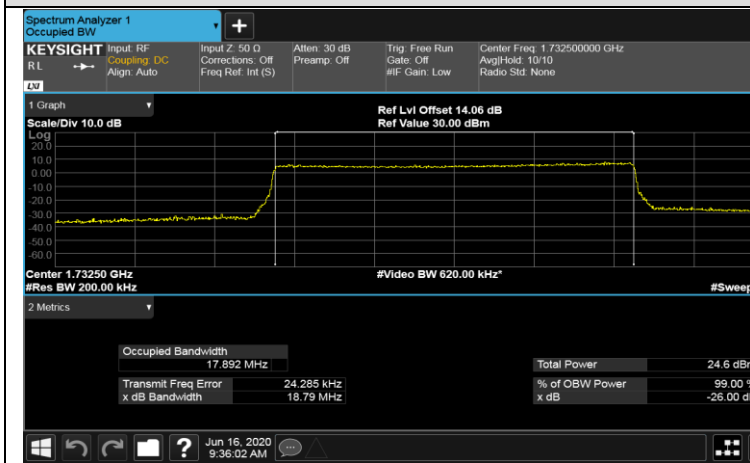 Spectrum Analyzer 1
Occupied BW
+
KEYSIGHT
RL
LXI
Input: RF
Coupling: DC
Align: Auto
Input Z: 50 Ω
Corrections: Off
Freq Ref: Int (S)
Atten: 30 dB
Preamp: Off
Trig: Free Run
Gate: Off
#IF Gain: Low
Center Freq: 1.732500000 GHz
Avg|Hold: 10/10
Radio Std: None
1 Graph
Scale/Div 10.0 dB
Ref Lvl Offset 14.06 dB
Ref Value 30.00 dBm
Log
20.0
10.0
0.00
-10.0
-20.0
-30.0
-40.0
-50.0
-60.0
Center 1.73250 GHz
#Res BW 200.00 kHz
#Video BW 620.00 kHz*
#Sweep
2 Metrics
Occupied Bandwidth
17.892 MHz
Total Power 24.6 dBm
Transmit Freq Error 24.285 kHz
% of OBW Power 99.00 %
x dB Bandwidth 18.79 MHz
x dB -26.00 d
?
Jun 16, 2020
9:36:02 AM